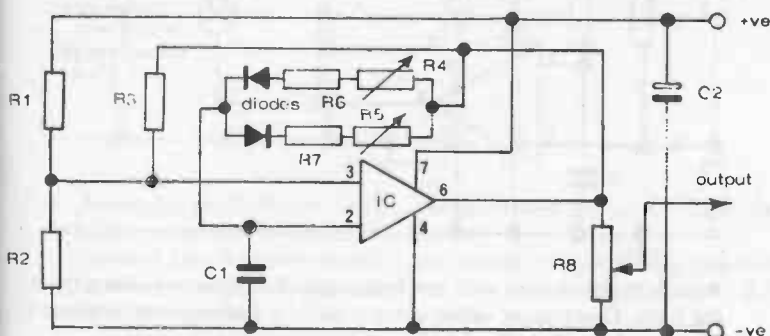 +ve
R4
R1
R3
R6
diodes
C2
R5
R7
7
3
6
output
IC
2
4
R2
C1
R8
-ve